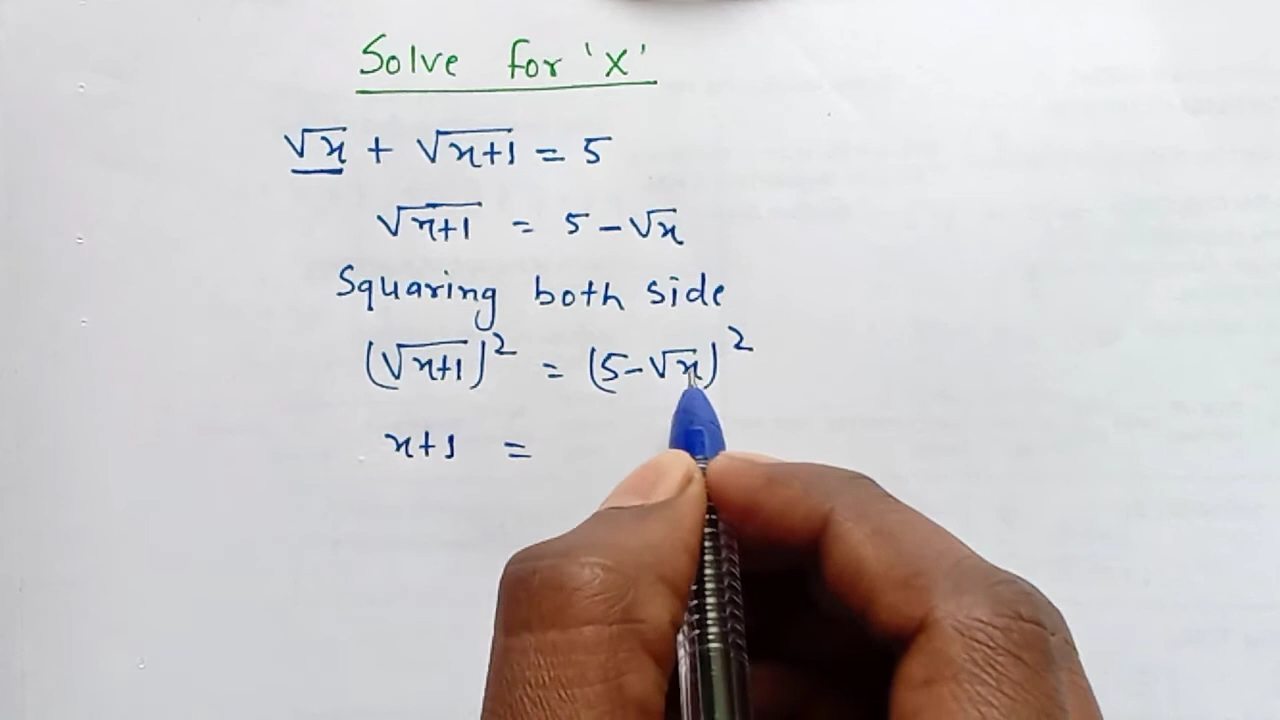 Solve for 'x'
√x + √x+1 = 5
√x+1 = 5-√x
Squaring both side
(√x+1)² = (5-√x)²
x+1 =